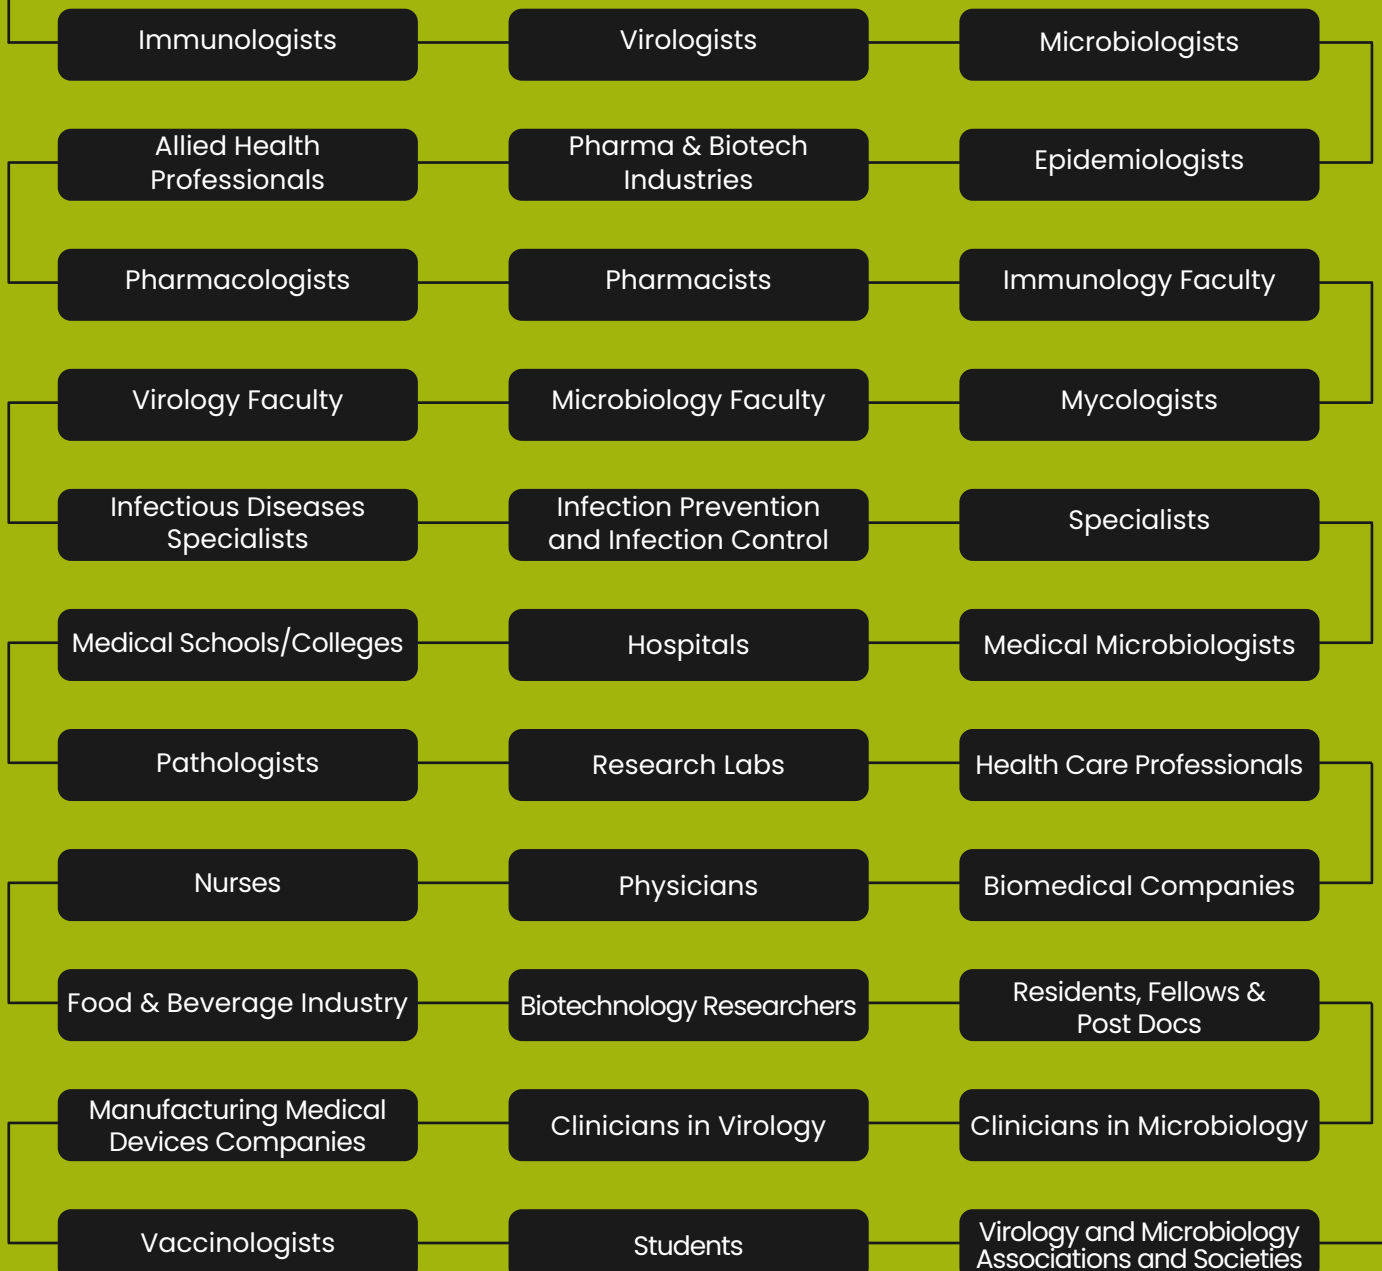 Immunologists
Virologists
Microbiologists
Allied Health
Professionals
Pharma & Biotech
Industries
Epidemiologists
Pharmacologists
Pharmacists
Immunology Faculty
Virology Faculty
Microbiology Faculty
Mycologists
Infectious Diseases
Specialists
Infection Prevention
and Infection Control
Specialists
Medical Schools/Colleges
Hospitals
Medical Microbiologists
Pathologists
Research Labs
Health Care Professionals
Nurses
Physicians
Biomedical Companies
Food & Beverage Industry
Biotechnology Researchers
Residents, Fellows &
Post Docs
Manufacturing Medical
Devices Companies
Clinicians in Virology
Clinicians in Microbiology
Vaccinologists
Students
Virology and Microbiology
Associations and Societies